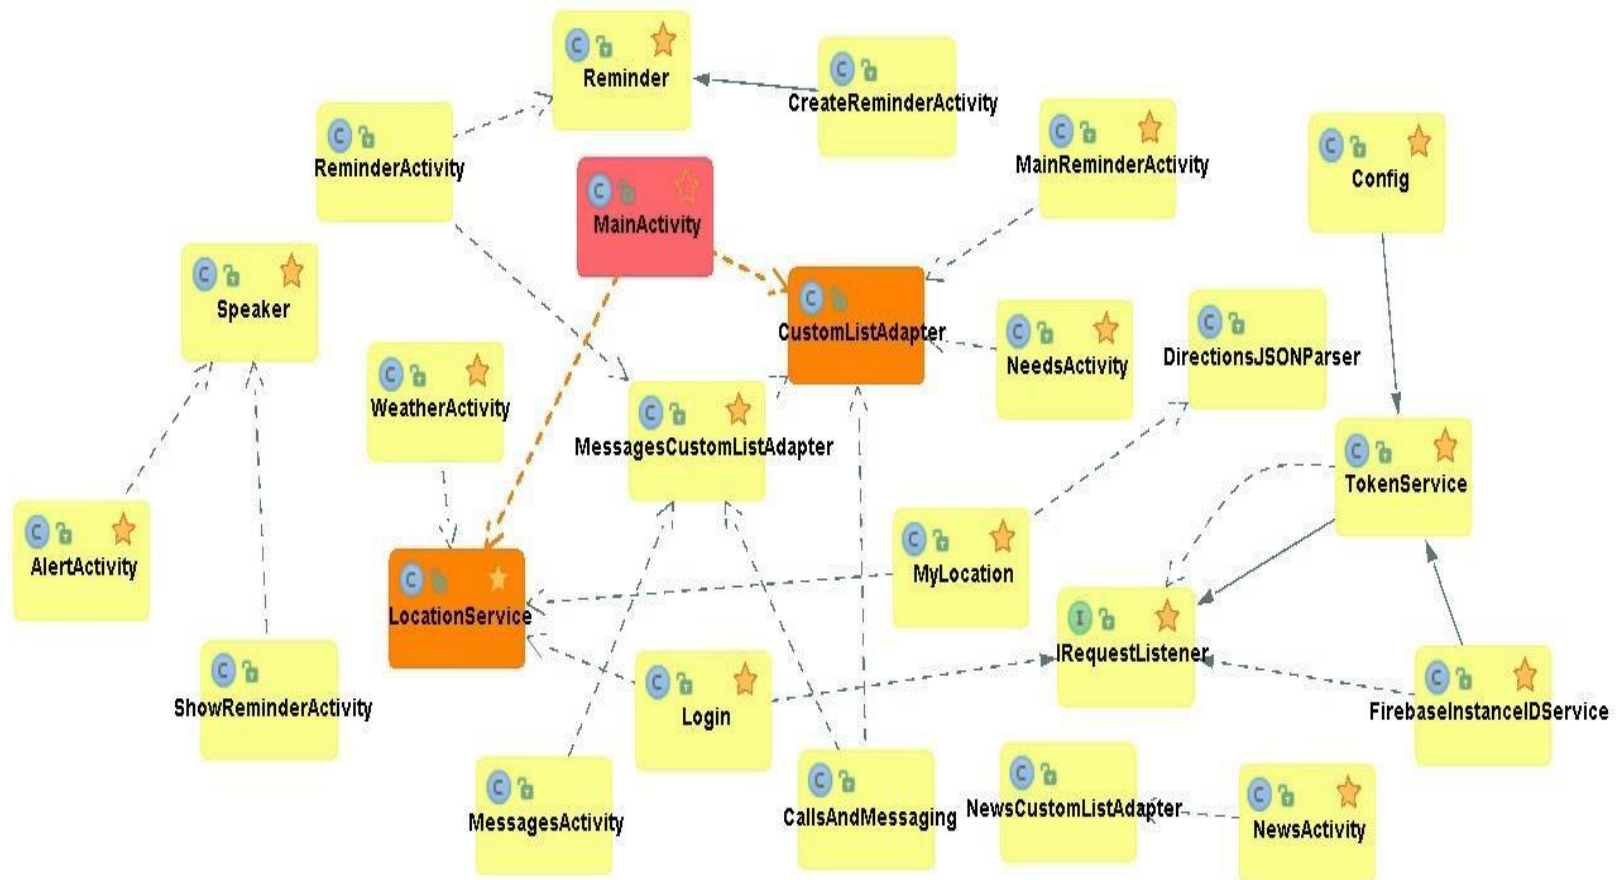 Reminder
CreateReminderActivity
ReminderActivity
MainReminderActivity
Config
MainActivity
Speaker
CustomListAdapter
NeedsActivity
DirectionsJSONParser
WeatherActivity
MessagesCustomListAdapter
TokenService
AlertActivity
MyLocation
LocationService
IRequestListener
ShowReminderActivity
Login
FirebaseInstanceIDService
MessagesActivity
CallsAndMessaging
NewsCustomListAdapter
NewsActivity